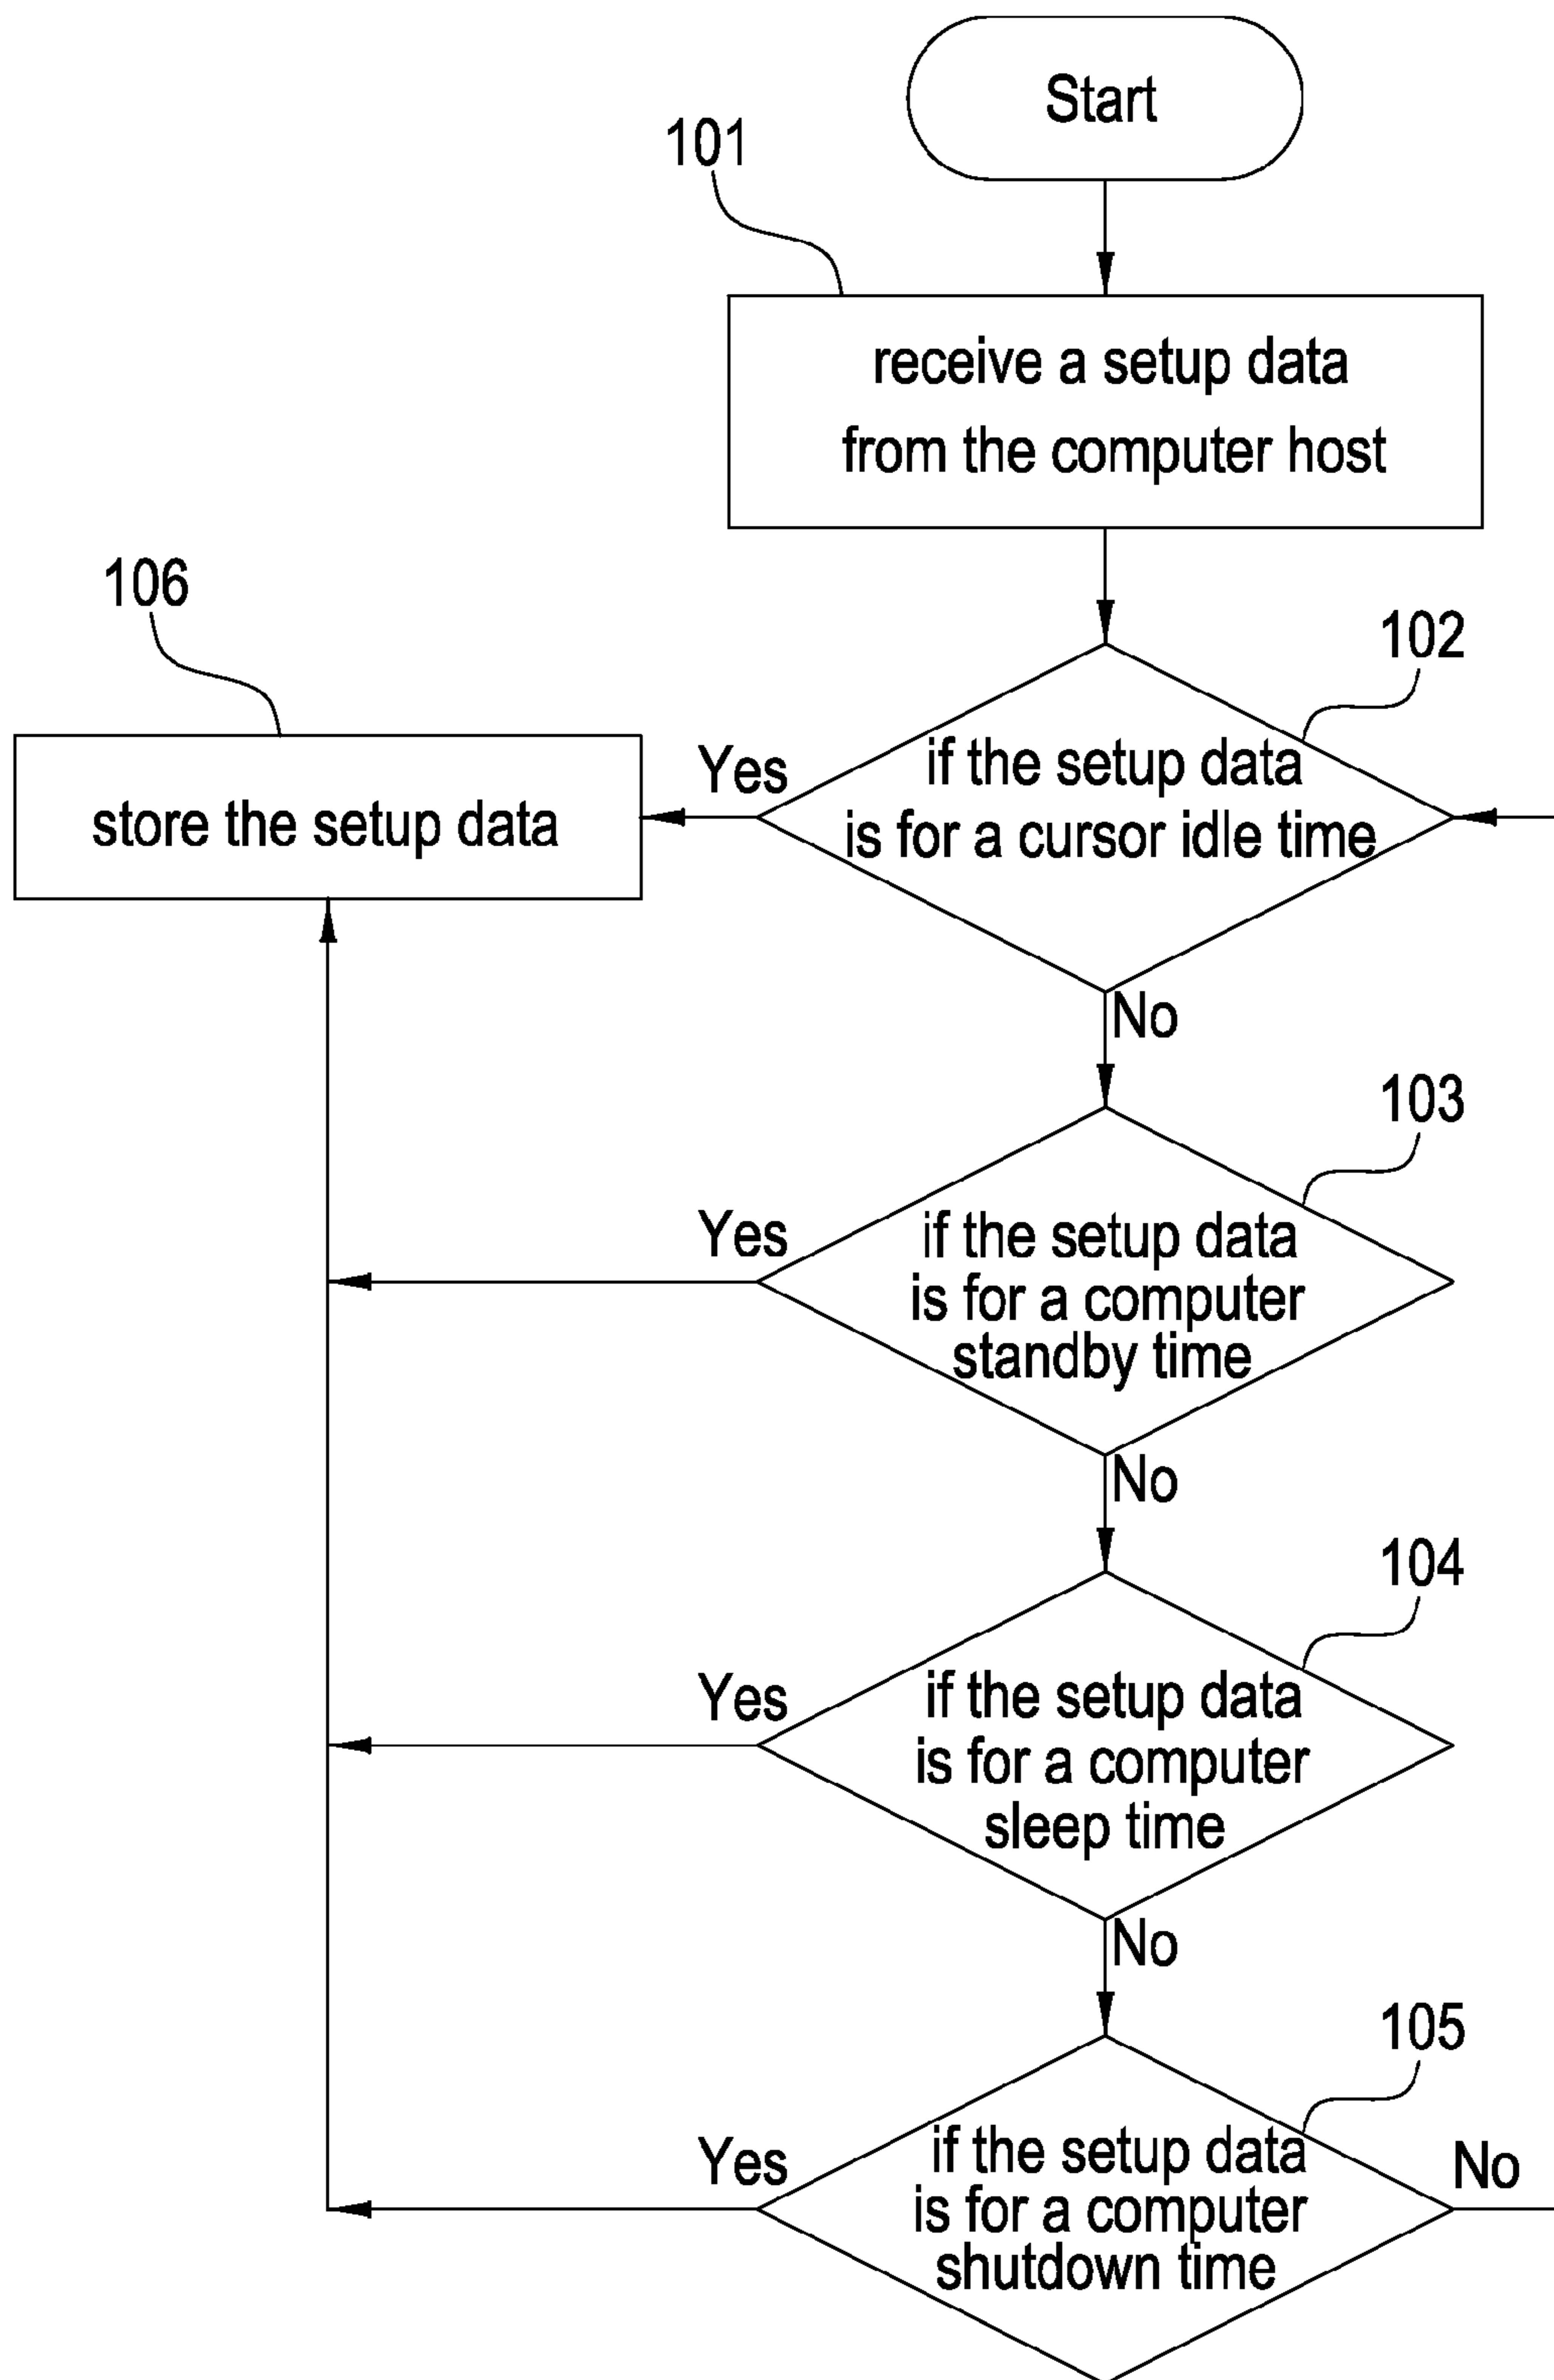 Start
101
receive a setup data
from the computer host
106
102
store the setup data
Yes
if the setup data
is for a cursor idle time
No
103
Yes
if the setup data
is for a computer
standby time
No
104
Yes
if the setup data
is for a computer
sleep time
No
105
Yes
if the setup data
is for a computer
shutdown time
No